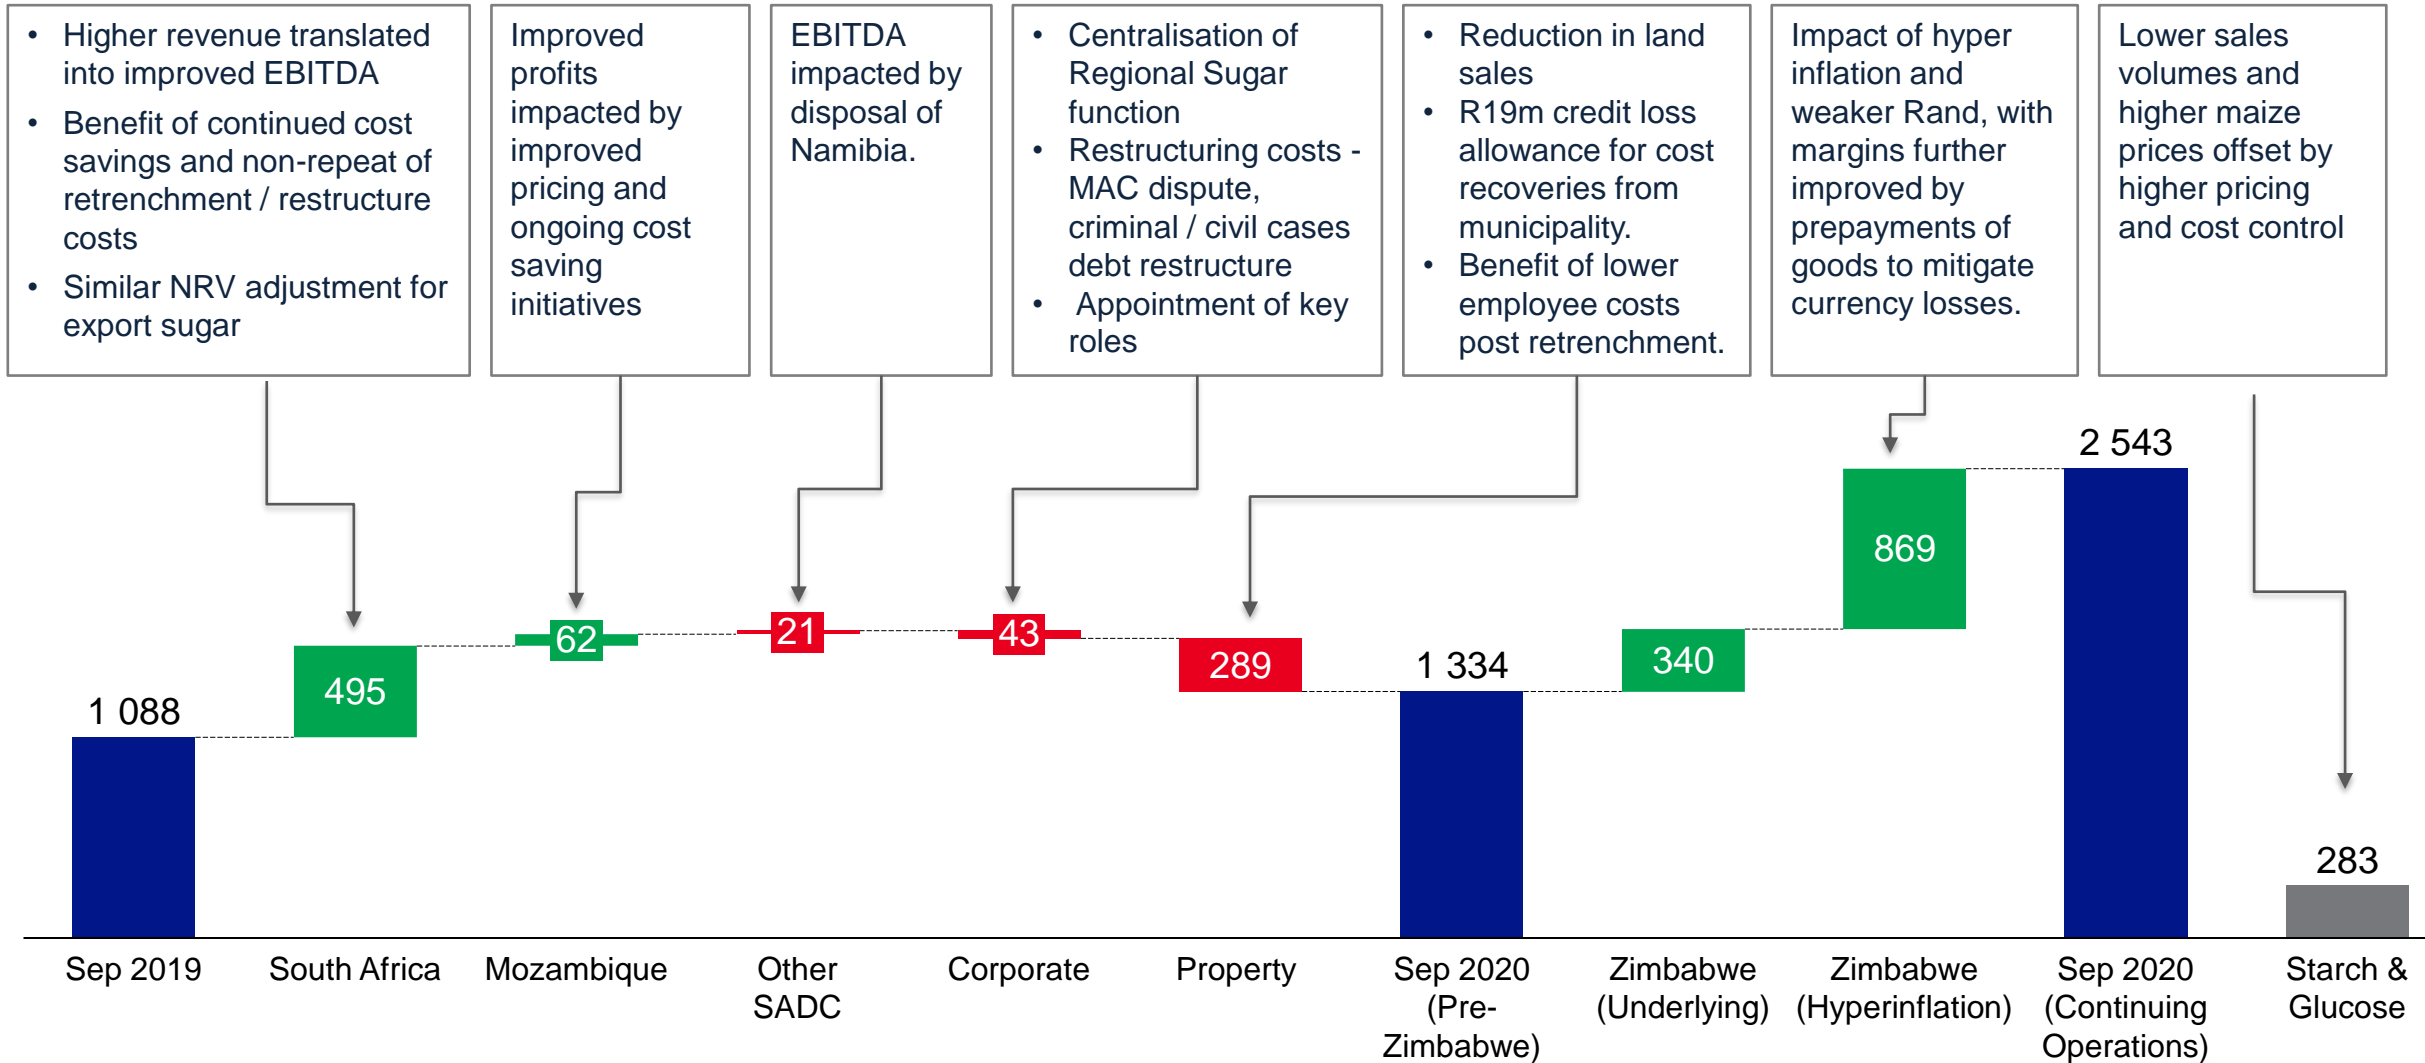 • Higher revenue translated
into improved EBITDA
• Benefit of continued cost
savings and non-repeat of
retrenchment / restructure
costs
• Similar NRV adjustment for
export sugar
Improved
profits
impacted by
improved
pricing and
ongoing cost
saving
initiatives
EBITDA
impacted by
disposal of
Namibia.
• Centralisation of
Regional Sugar
function
• Restructuring costs -
MAC dispute,
criminal / civil cases
debt restructure
• Appointment of key
roles
• Reduction in land
sales
• R19m credit loss
allowance for cost
recoveries from
municipality.
• Benefit of lower
employee costs
post retrenchment.
Impact of hyper
inflation and
weaker Rand, with
margins further
improved by
prepayments of
goods to mitigate
currency losses.
Lower sales
volumes and
higher maize
prices offset by
higher pricing
and cost control
1 088
495
62
21
43
289
1 334
340
869
2 543
283
Sep 2019
South Africa
Mozambique
Other
SADC
Corporate
Property
Sep 2020
(Pre-
Zimbabwe)
Zimbabwe
(Underlying)
Zimbabwe
(Hyperinflation)
Sep 2020
(Continuing
Operations)
Starch &
Glucose